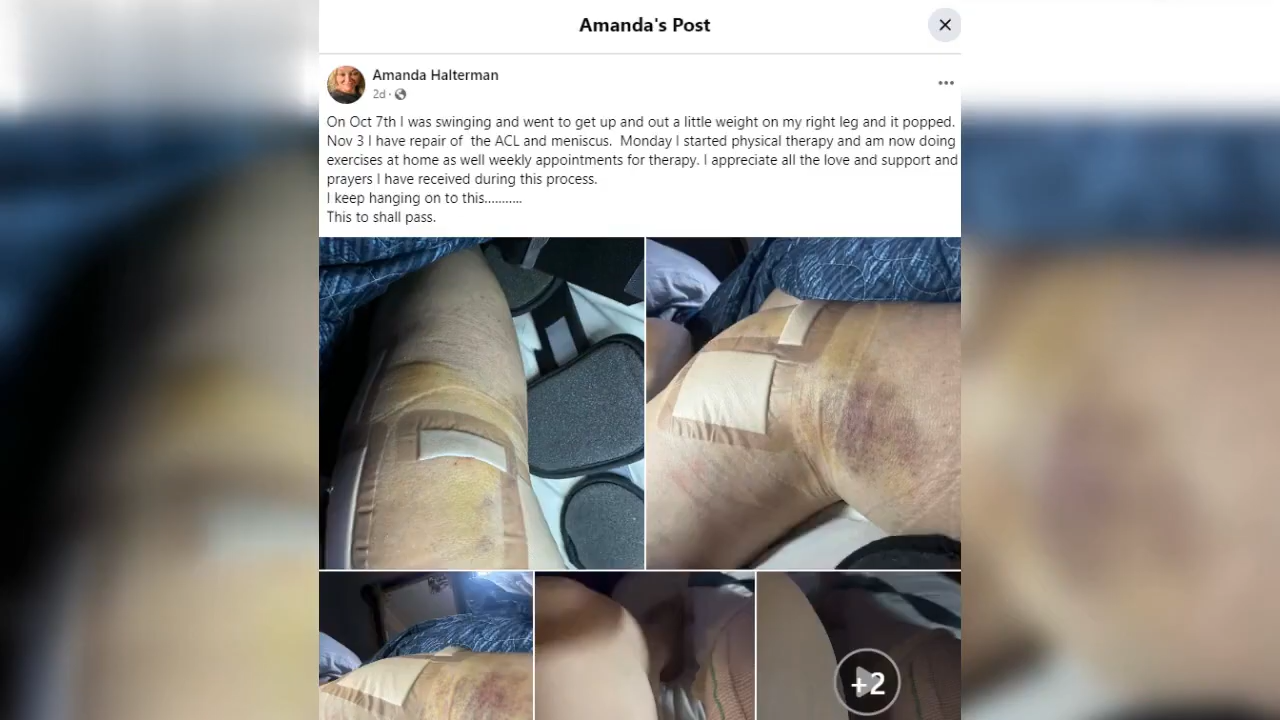 Amanda's Post
Amanda Halterman
2d ·
On Oct 7th I was swinging and went to get up and out a little weight on my right leg and it popped.
Nov 3 I have repair of  the ACL and meniscus.  Monday I started physical therapy and am now doing
exercises at home as well weekly appointments for therapy. I appreciate all the love and support and
prayers I have received during this process.
I keep hanging on to this...........
This to shall pass.
+2